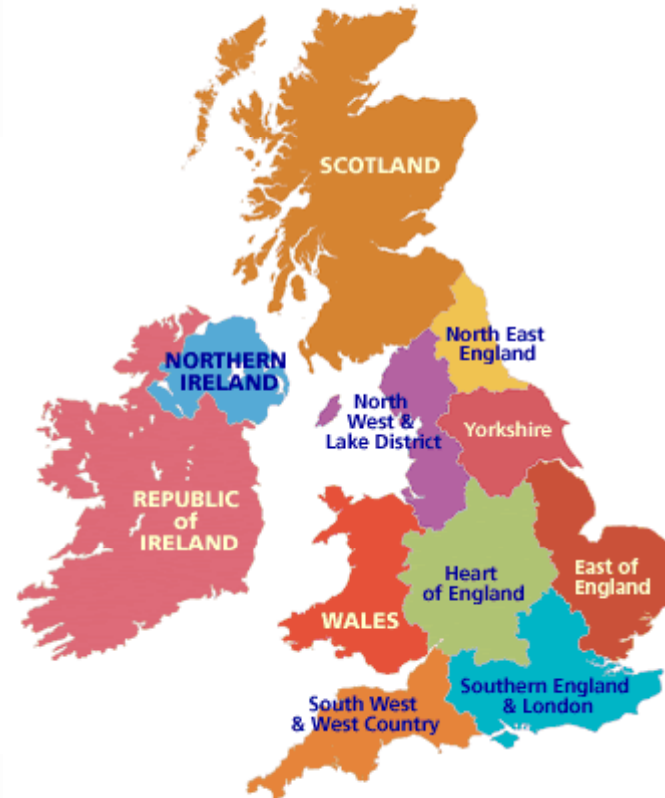 SCOTLAND
North East
England
NORTHERN
IRELAND
North
West &
Lake District
Yorkshire
REPUBLIC
of
IRELAND
Heart
of England
East of
England
WALES
Southern England
& London
South West
& West Country